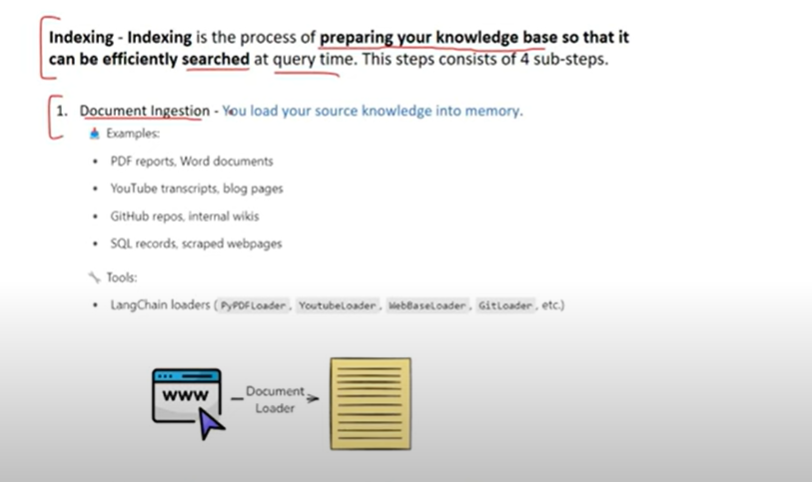 Indexing - Indexing is the process of preparing your knowledge base so that it
can be efficiently searched at query time. This steps consists of 4 sub-steps.
1. Document Ingestion - You load your source knowledge into memory.
Examples:
• PDF reports, Word documents
• YouTube transcripts, blog pages
• GitHub repos, internal wikis
• SQL records, scraped webpages
Tools:
• LangChain loaders (PyPDFLoader, YoutubeLoader, WebBaseLoader, GitLoader, etc.)
www
Document
Loader